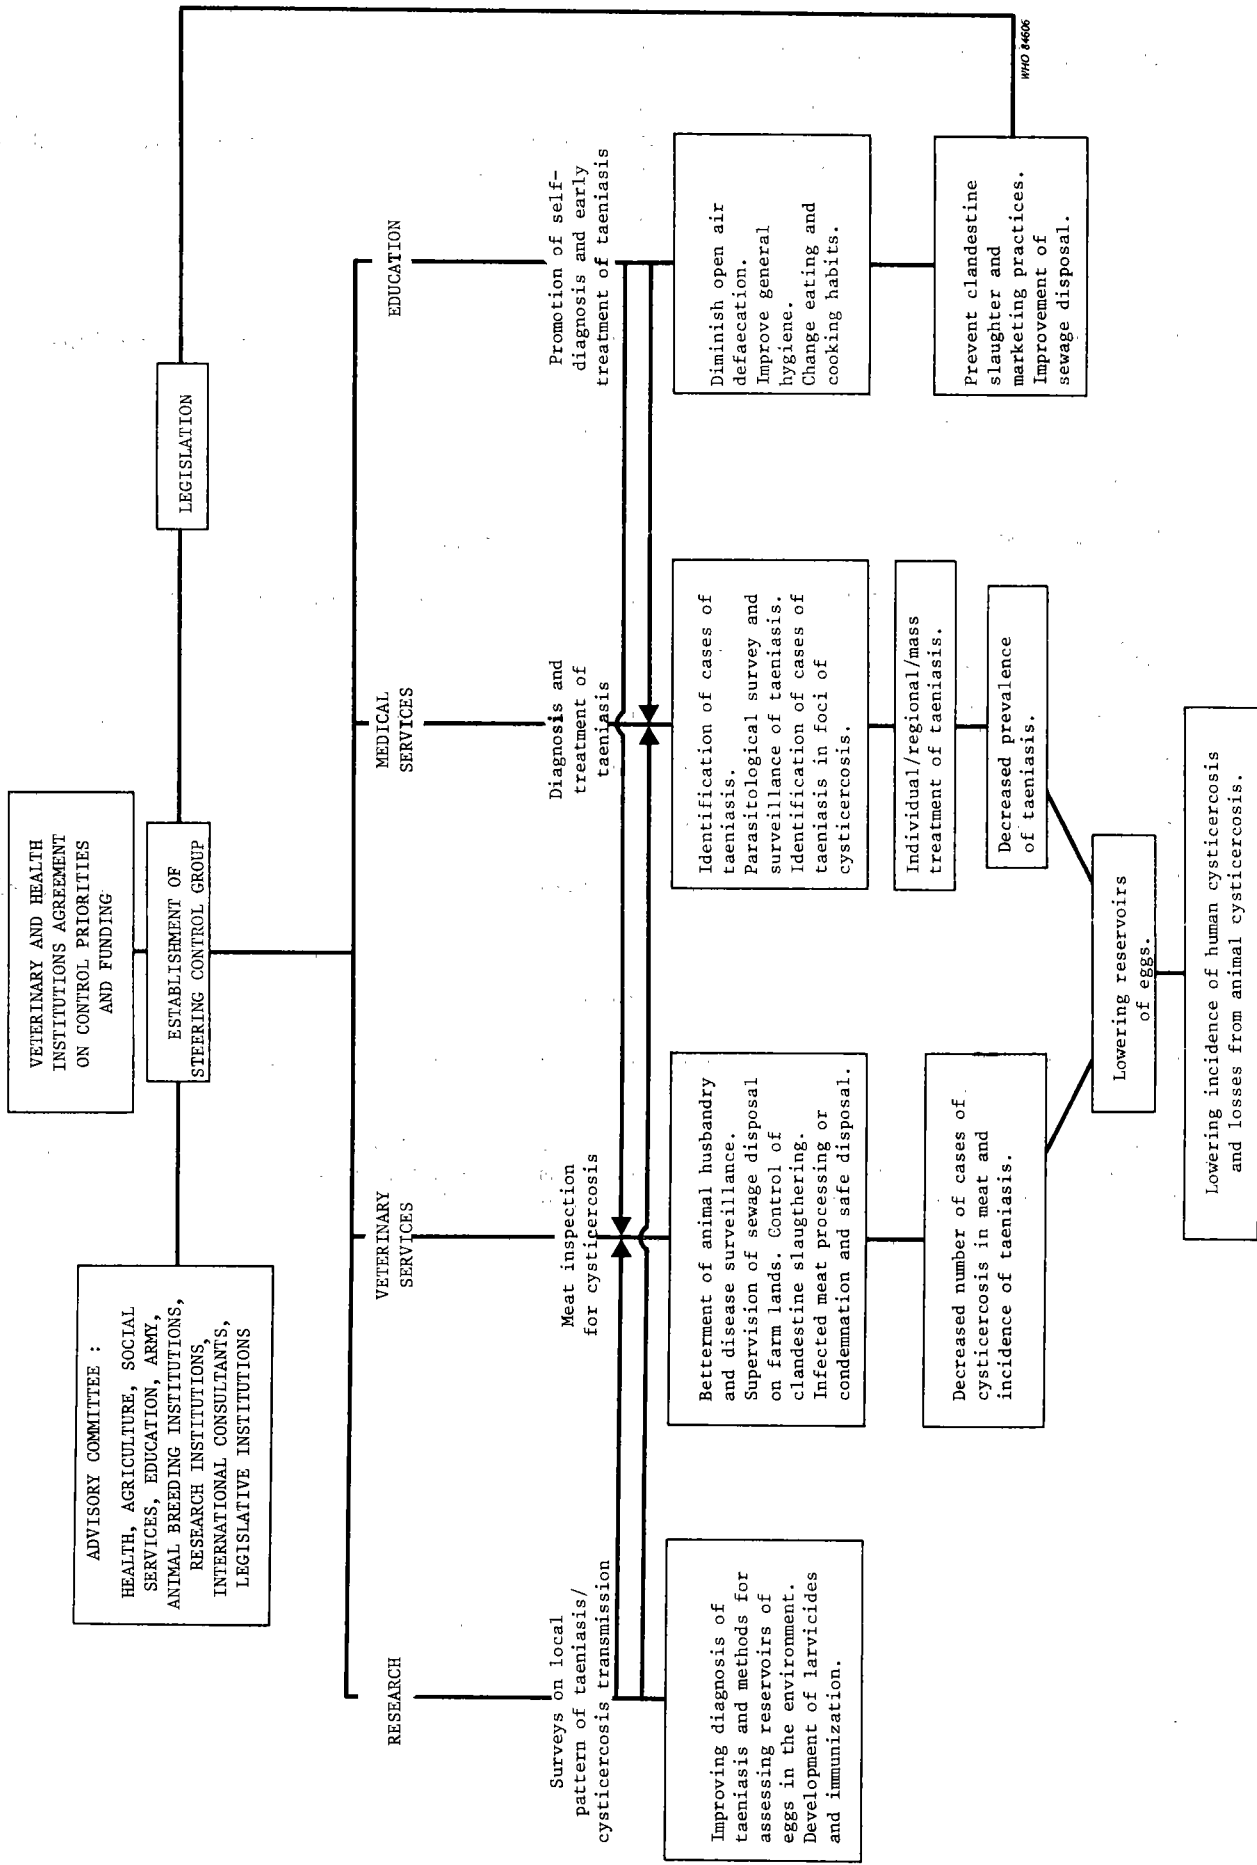 VETERINARY AND HEALTH
INSTITUTIONS AGREEMENT
ON CONTROL PRIORITIES
AND FUNDING
ADVISORY COMMITTEE :
HEALTH, AGRICULTURE, SOCIAL
SERVICES, EDUCATION, ARMY,
ANIMAL BREEDING INSTITUTIONS,
RESEARCH INSTITUTIONS,
INTERNATIONAL CONSULTANTS,
LEGISLATIVE INSTITUTIONS
ESTABLISHMENT OF
STEERING CONTROL GROUP
LEGISLATION
RESEARCH
Surveys on local
pattern of taeniasis/
cysticercosis transmission
Improving diagnosis of
taeniasis and methods for
assessing reservoirs of
eggs in the environment.
Development of larvicides
and immunization.
VETERINARY
SERVICES
Meat inspection
for cysticercosis
Betterment of animal husbandry
and disease surveillance.
Supervision of sewage disposal
on farm lands. Control of
clandestine slaugthering.
Infected meat processing or
condemnation and safe disposal.
Decreased number of cases of
cysticercosis in meat and
incidence of taeniasis.
MEDICAL
SERVICES
Diagnosis and
treatment of
taeniasis
Identification of cases of
taeniasis.
Parasitological survey and
surveillance of taeniasis.
Identification of cases of
taeniasis in foci of
cysticercosis.
Individual/regional/mass
treatment of taeniasis.
Decreased prevalence
of taeniasis.
EDUCATION
Promotion of self-
diagnosis and early
treatment of taeniasis
Diminish open air
defaecation.
Improve general
hygiene.
Change eating and
cooking habits.
Prevent clandestine
slaughter and
marketing practices.
Improvement of
sewage disposal.
Lowering reservoirs
of eggs.
Lowering incidence of human cysticercosis
and losses from animal cysticercosis.
WHO 84606